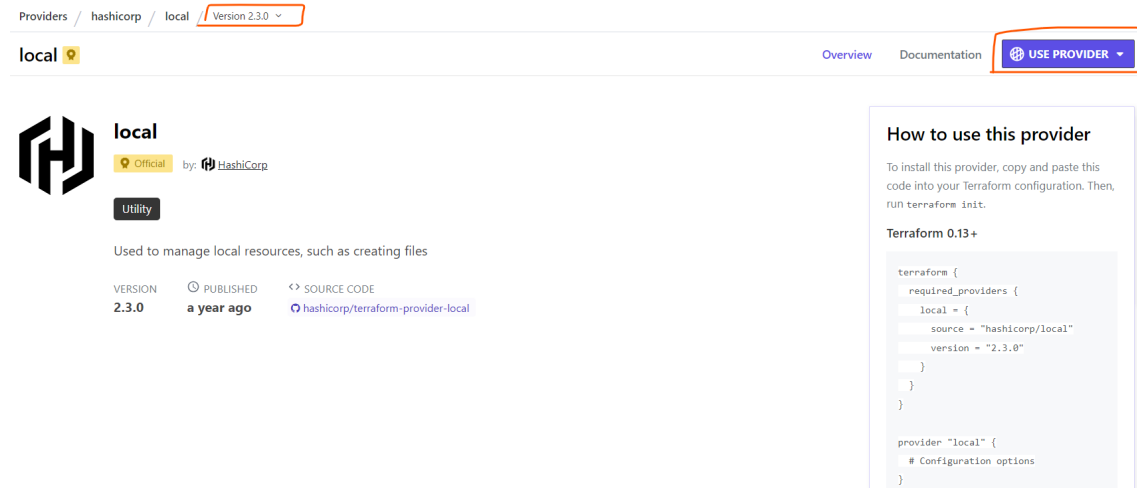 Providers / hashicorp / local / Version 2.3.0
local
Overview
Documentation
USE PROVIDER
local
Official by: HashiCorp
Utility
Used to manage local resources, such as creating files
VERSION PUBLISHED <> SOURCE CODE
2.3.0 a year ago hashicorp/terraform-provider-local
How to use this provider
To install this provider, copy and paste this
code into your Terraform configuration. Then,
run terraform init.
Terraform 0.13+
terraform {
  required_providers {
    local = {
      source = "hashicorp/local"
      version = "2.3.0"
    }
  }
}
provider "local" {
  # Configuration options
}